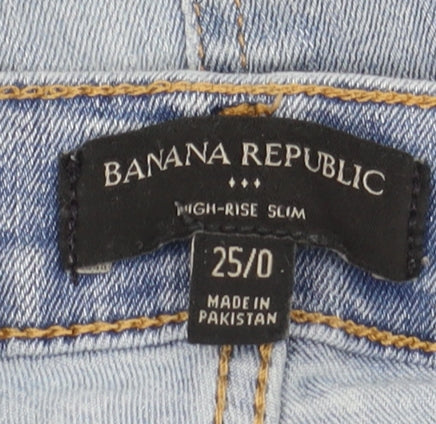 BANANA REPUBLIC
HIGH-RISE SLIM
25/0
MADE IN
PAKISTAN